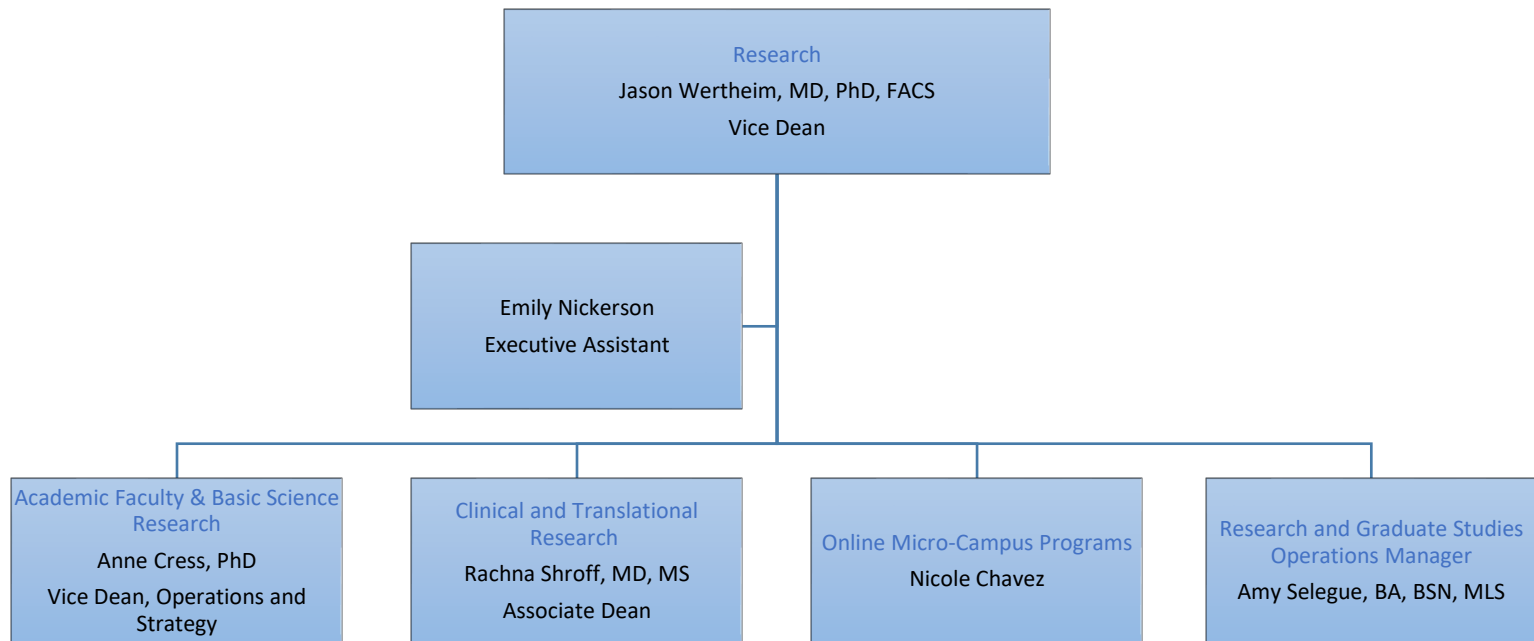 Research
Jason Wertheim, MD, PhD, FACS
Vice Dean
Emily Nickerson
Executive Assistant
Academic Faculty & Basic Science
Research
Anne Cress, PhD
Vice Dean, Operations and
Strategy
Clinical and Translational
Research
Rachna Shroff, MD, MS
Associate Dean
Online Micro-Campus Programs
Nicole Chavez
Research and Graduate Studies
Operations Manager
Amy Selegue, BA, BSN, MLS